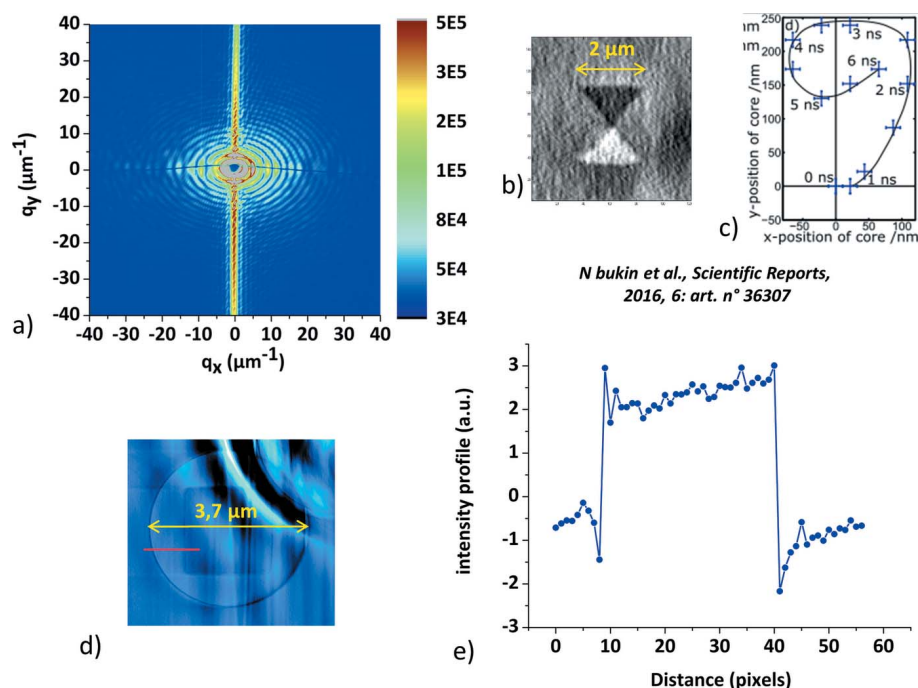 40
30
20
10
0
-10
-20
-30
-40
qy (µm-1)
-40 -30 -20 -10 0 10 20 30 40
qx (µm-1)
a)
5E5
3E5
2E5
1E5
8E4
5E4
3E4
2 µm
b)
d)
nm
nm
250
200
150
100
50
0
-50
y-position of core /nm
4 ns
3 ns
6 ns
2 ns
5 ns
0 ns
1 ns
-50 0 50 100
x-position of core /nm
c)
N bukin et al., Scientific Reports,
2016, 6: art. n° 36307
3,7 µm
d)
3
2
0
-1
-2
-3
intensity profile (a.u.)
0 10 20 30 40 50 60
Distance (pixels)
e)